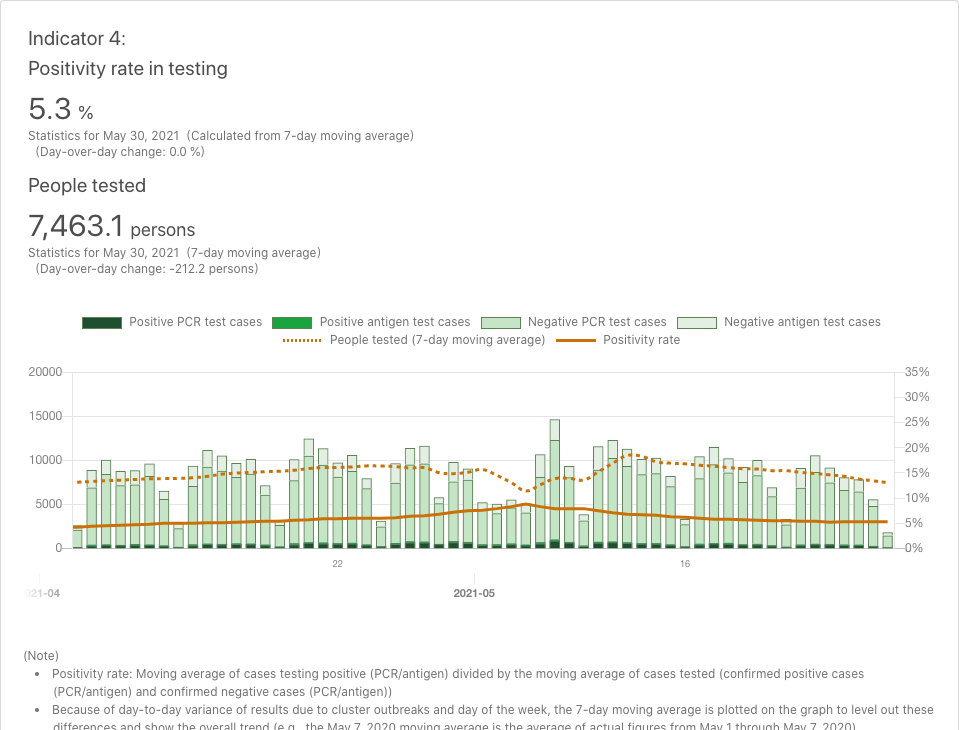 Indicator 4:
Positivity rate in testing
5.3 %
Statistics for May 30, 2021 (Calculated from 7-day moving average)
(Day-over-day change: 0.0 %)
People tested
7,463.1 persons
Statistics for May 30, 2021 (7-day moving average)
(Day-over-day change: -212.2 persons)
Positive PCR test cases Positive antigen test cases Negative PCR test cases Negative antigen test cases
People tested (7-day moving average) Positivity rate
20000 35%
30%
15000 25%
10000 20%
15%
5000 10%
5%
0 0%
22 16
21-04 2021-05
(Note)
• Positivity rate: Moving average of cases testing positive (PCR/antigen) divided by the moving average of cases tested (confirmed positive cases
(PCR/antigen) and confirmed negative cases (PCR/antigen))
• Because of day-to-day variance of results due to cluster outbreaks and day of the week, the 7-day moving average is plotted on the graph to level out these
differences and show the overall trend (e.g., the May 7, 2020 moving average is the average of actual figures from May 1 through May 7, 2020)